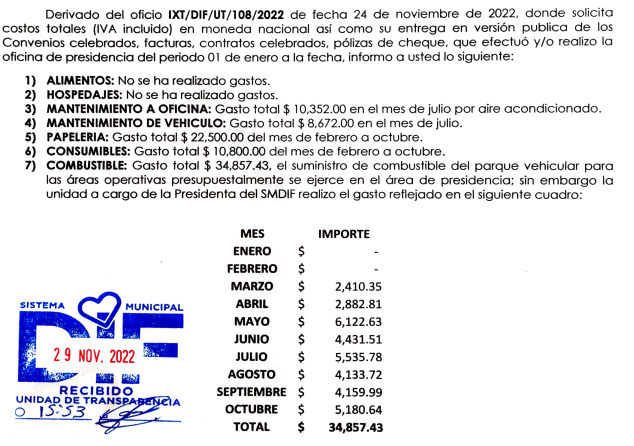 Derivado del oficio IXT/DIF/UT/108/2022 de fecha 24 de noviembre de 2022, donde solicita
costos totales (IVA incluido) en moneda nacional así como su entrega en versión publica de los
Convenios celebrados, facturas, contratos celebrados, pólizas de cheque, que efectuó y/o realizo la
oficina de presidencia del periodo 01 de enero a la fecha, informo a usted lo siguiente:
1) ALIMENTOS: No se ha realizado gastos.
2) HOSPEDAJES: No se ha realizado gastos.
3) MANTENIMIENTO A OFICINA: Gasto total $ 10,352.00 en el mes de julio por aire acondicionado.
4) MANTENIMIENTO DE VEHICULO: Gasto total $ 8,672.00 en el mes de julio.
5) PAPELERIA: Gasto total $ 22,500.00 del mes de febrero a octubre.
6) CONSUMIBLES: Gasto total $ 10,800.00 del mes de febrero a octubre.
7) COMBUSTIBLE: Gasto total $ 34,857.43, el suministro de combustible del parque vehicular para
las áreas operativas presupuestalmente se ejerce en el área de presidencia; sin embargo la
unidad a cargo de la Presidenta del SMDIF realizo el gasto reflejado en el siguiente cuadro:
MES IMPORTE
ENERO $ -
FEBRERO $ -
MARZO $ 2,410.35
ABRIL $ 2,882.81
MAYO $ 6,122.63
JUNIO $ 4,431.51
JULIO $ 5,535.78
AGOSTO $ 4,133.72
SEPTIEMBRE $ 4,159.99
OCTUBRE $ 5,180.64
TOTAL $ 34,857.43
SISTEMA MUNICIPAL
DIF
29 NOV. 2022
RECIBIDO
UNIDAD DE TRANSPARENCIA
15:53